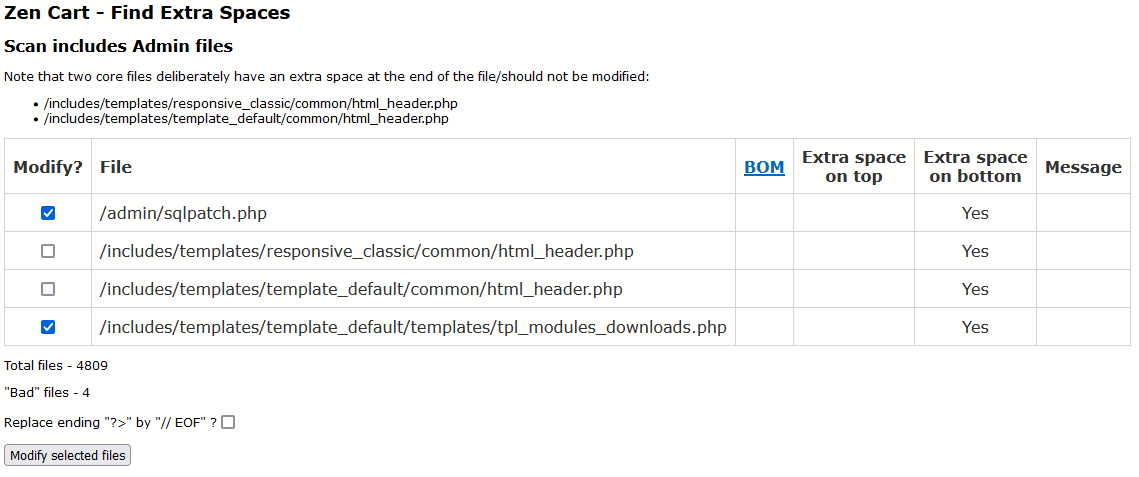 Zen Cart - Find Extra Spaces
Scan includes Admin files
Note that two core files deliberately have an extra space at the end of the file/should not be modified:
• /includes/templates/responsive_classic/common/html_header.php
• /includes/templates/template_default/common/html_header.php
Modify? File BOM Extra space on top Extra space on bottom Message
/admin/sqlpatch.php Yes
/includes/templates/responsive_classic/common/html_header.php Yes
/includes/templates/template_default/common/html_header.php Yes
/includes/templates/template_default/templates/tpl_modules_downloads.php Yes
Total files - 4809
"Bad" files - 4
Replace ending "?>" by "// EOF" ?
Modify selected files